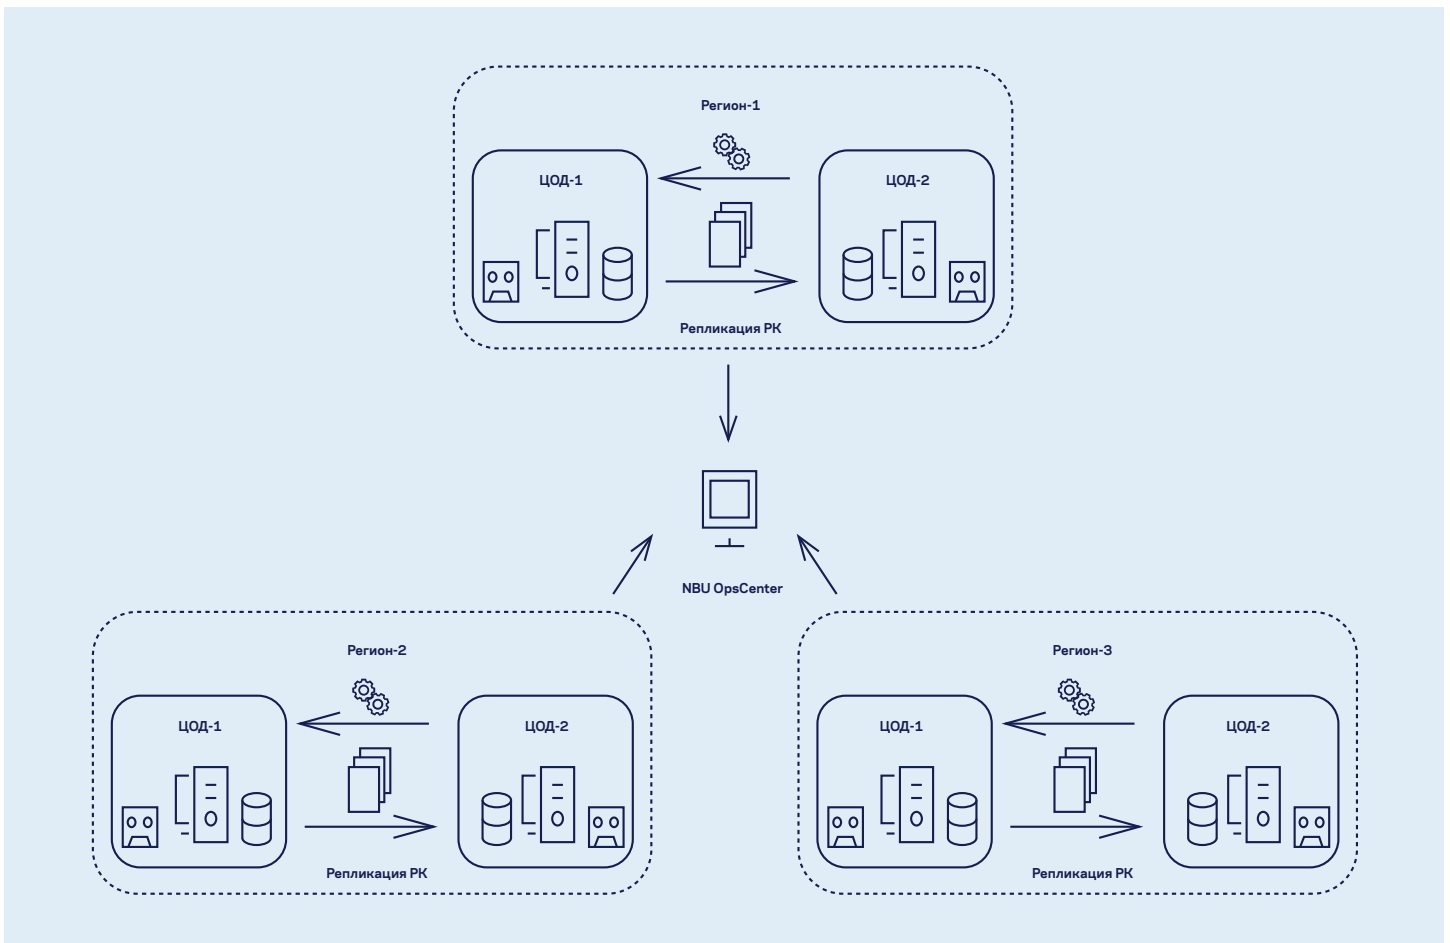 Регион-1
ЦОД-1
ЦОД-2
Репликация РК
NBU OpsCenter
Регион-2
ЦОД-1
ЦОД-2
Репликация РК
Регион-3
ЦОД-1
ЦОД-2
Репликация РК